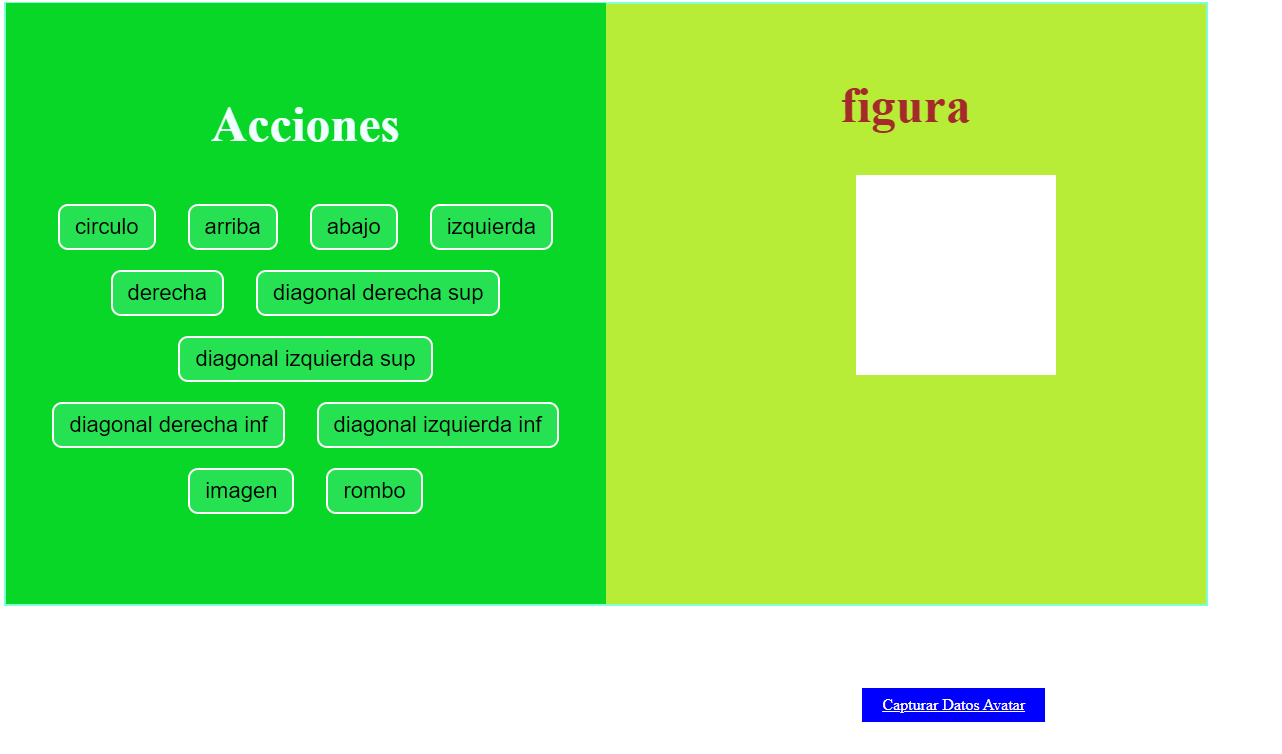 Acciones
circulo arriba abajo izquierda
derecha diagonal derecha sup
diagonal izquierda sup
diagonal derecha inf diagonal izquierda inf
imagen rombo
figura
Capturar Datos Avatar